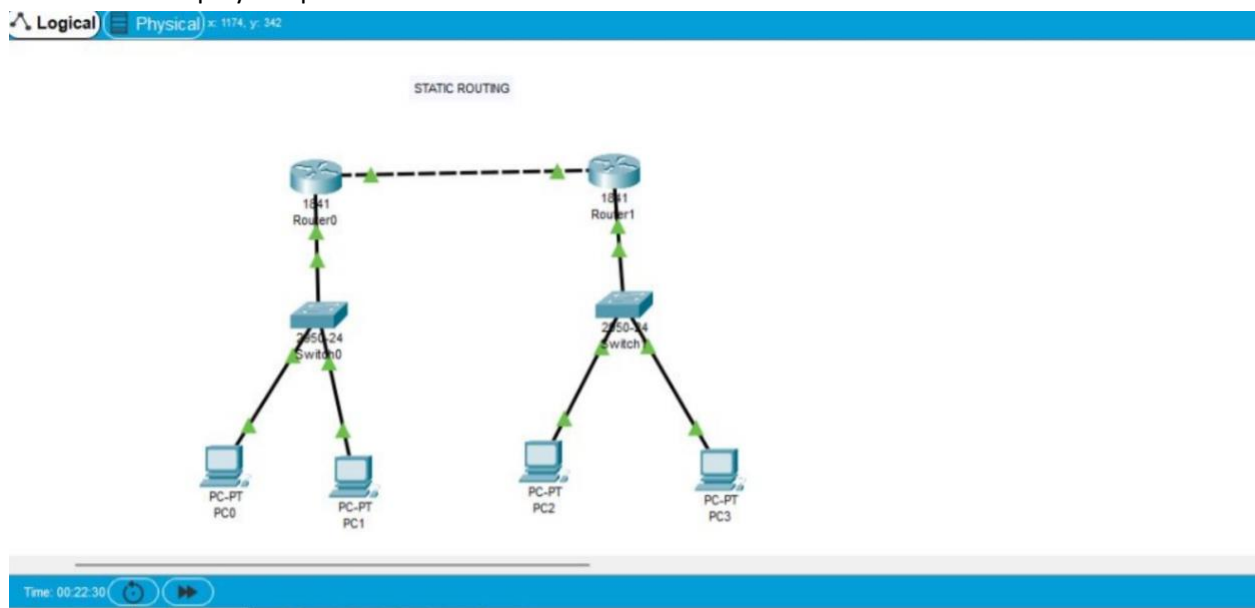 Logical
Physical
x: 1174, y: 342
STATIC ROUTING
1841
Router0
1841
Router1
2950-24
Switch0
2950-24
Switch
PC-PT
PC0
PC-PT
PC1
PC-PT
PC2
PC-PT
PC3
Time: 00:22:30